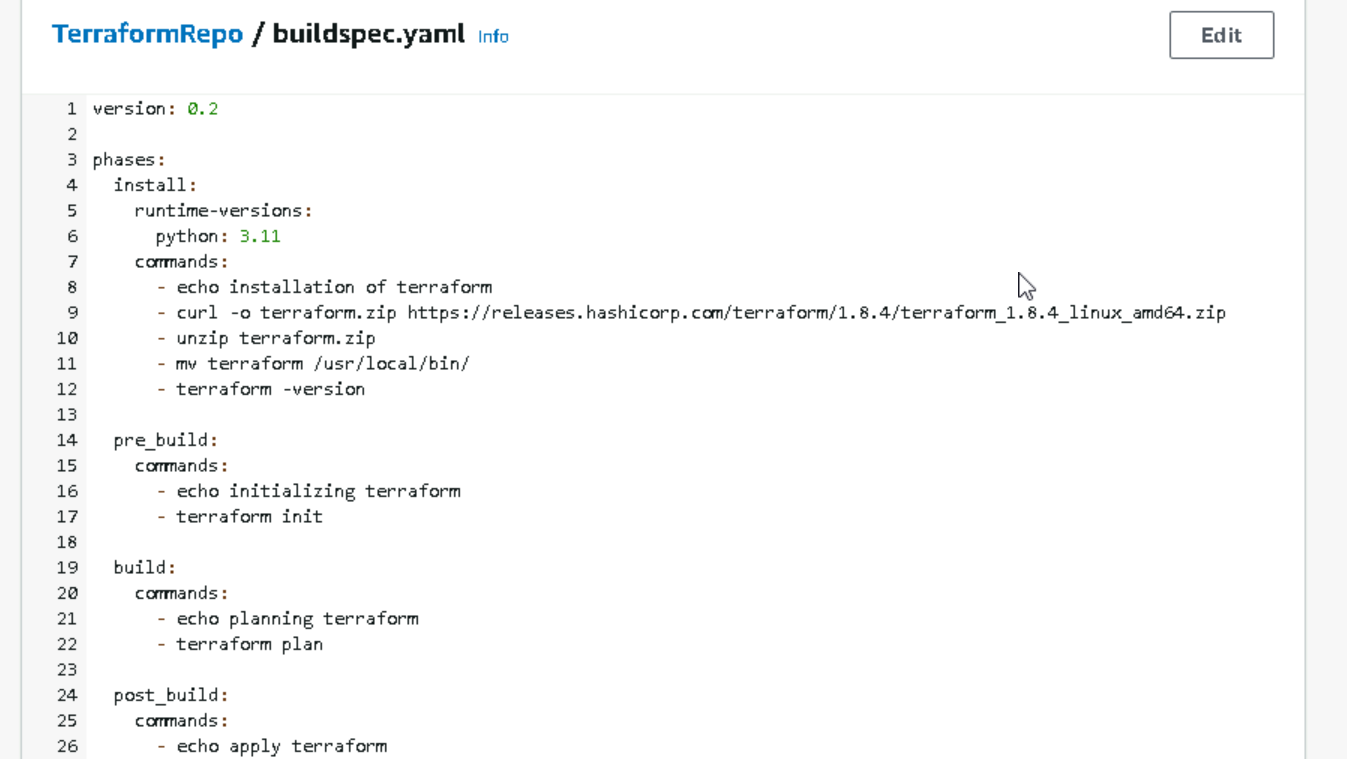 TerraformRepo / buildspec.yaml Info
Edit
1 version: 0.2
2
3 phases:
4 install:
5 runtime-versions:
6 python: 3.11
7 commands:
8 - echo installation of terraform
9 - curl -o terraform.zip https://releases.hashicorp.com/terraform/1.8.4/terraform_1.8.4_linux_amd64.zip
10 - unzip terraform.zip
11 - mv terraform /usr/local/bin/
12 - terraform -version
13
14 pre_build:
15 commands:
16 - echo initializing terraform
17 - terraform init
18
19 build:
20 commands:
21 - echo planning terraform
22 - terraform plan
23
24 post_build:
25 commands:
26 - echo apply terraform